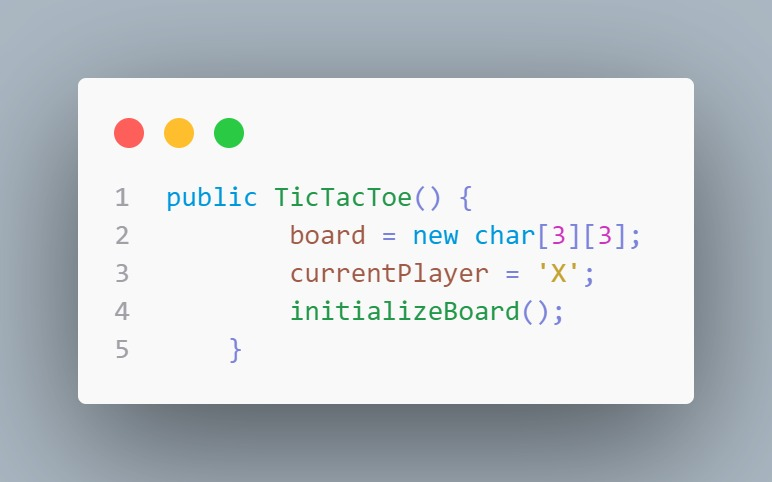 1 public TicTacToe() {
2         board = new char[3][3];
3         currentPlayer = 'X';
4         initializeBoard();
5     }